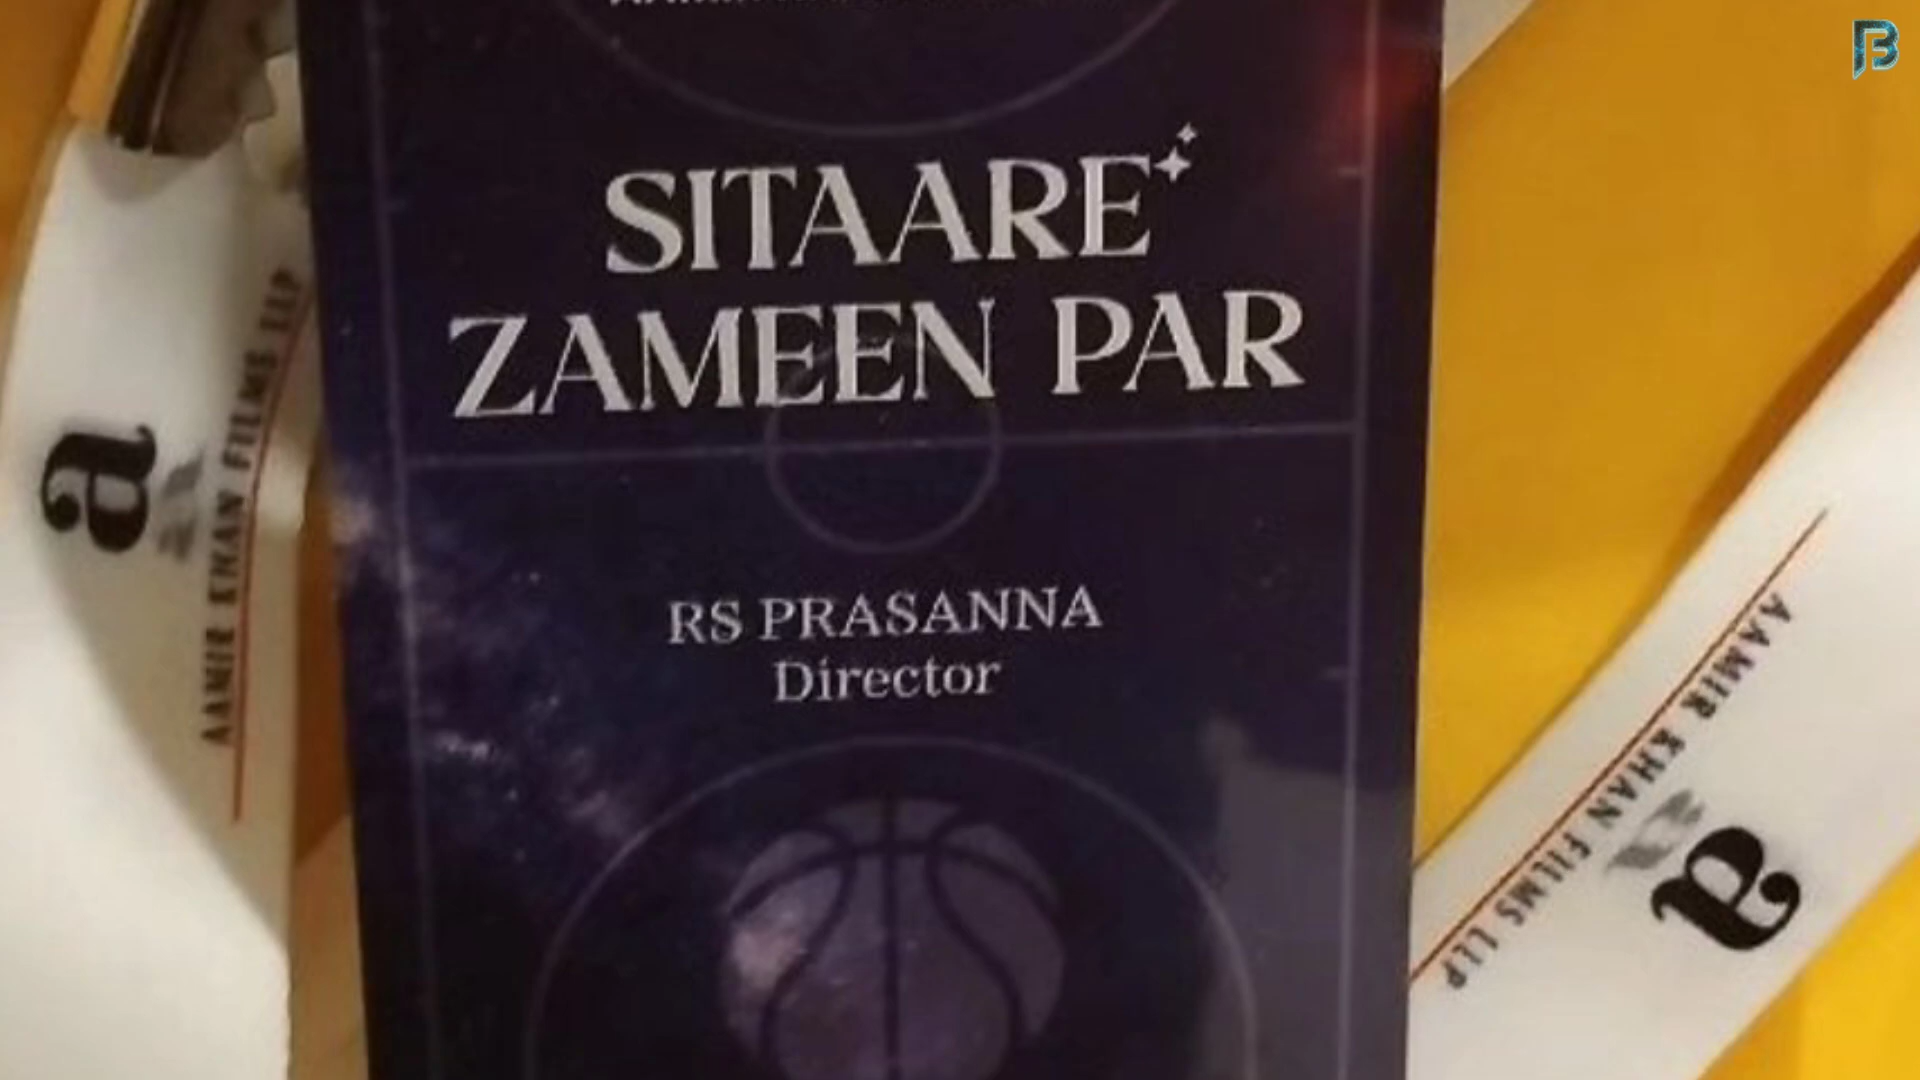 SITAARE
ZAMEEN PAR
RS PRASANNA
Director
a
AAMIR KHAN FILMS LLP
a
AAMIR KHAN FILMS LLP